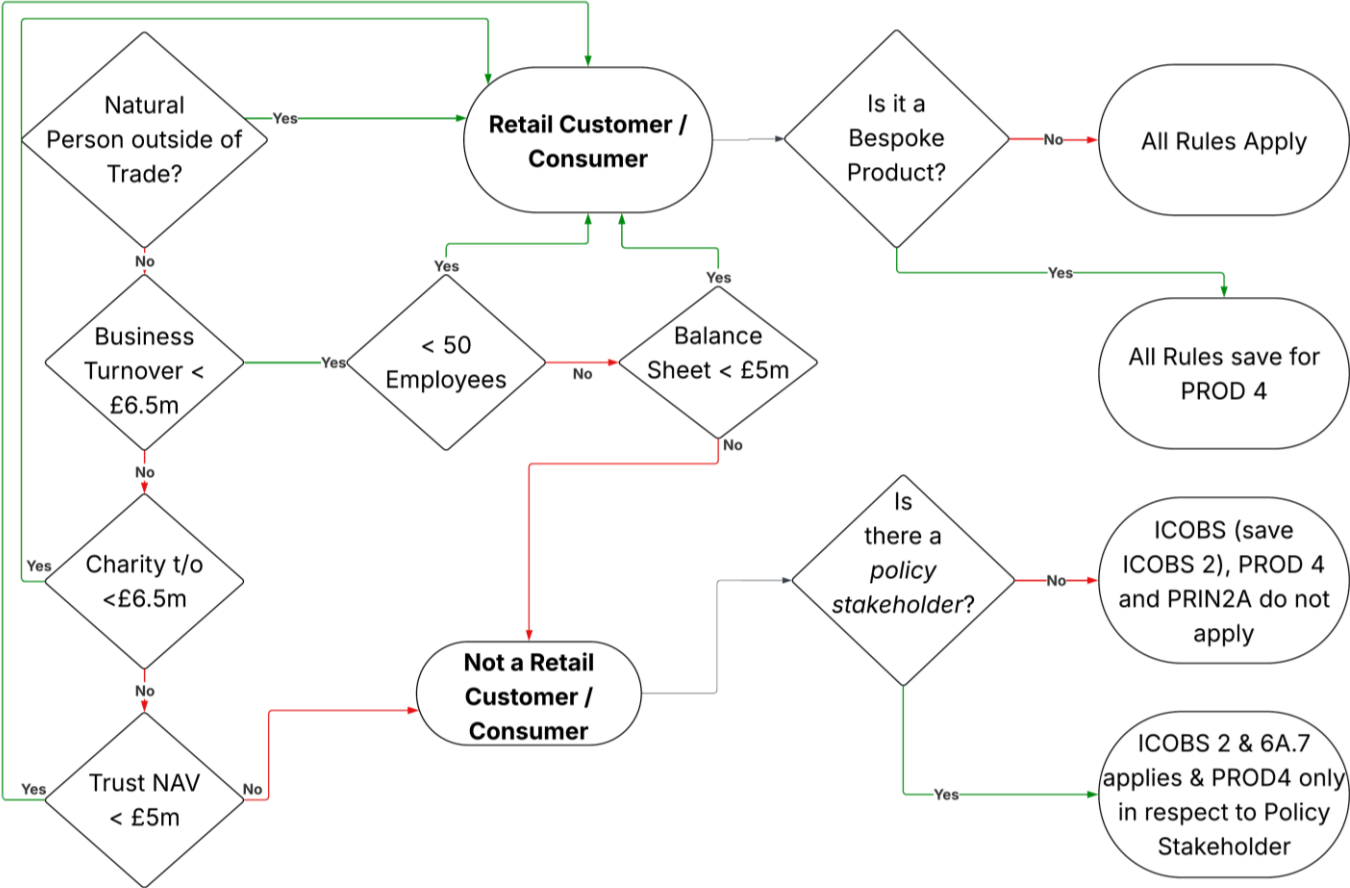 Natural
Person outside of
Trade?
Yes
Retail Customer /
Consumer
Is it a
Bespoke
Product?
No
All Rules Apply
No
Yes
Yes
Yes
Business
Turnover <
£6.5m
Yes
< 50
Employees
No
Balance
Sheet < £5m
All Rules save for
PROD 4
No
No
Yes
Charity t/o
<£6.5m
Is
there a
policy
stakeholder?
No
ICOBS (save
ICOBS 2), PROD 4
and PRIN2A do not
apply
No
Not a Retail
Customer /
Consumer
Yes
Trust NAV
< £5m
No
Yes
ICOBS 2 & 6A.7
applies & PROD4 only
in respect to Policy
Stakeholder